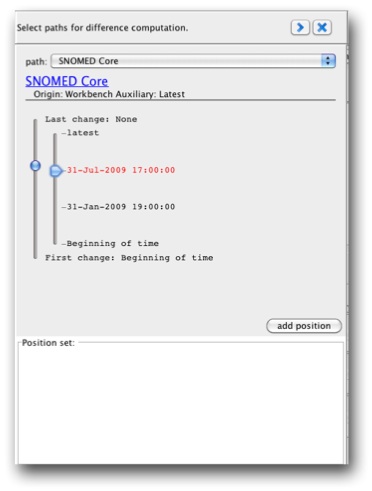 Select paths for difference computation.
path: SNOMED Core
SNOMED Core
Origin: Workbench Auxiliary: Latest
Last change: None
—latest
—31-Jul-2009 17:00:00
—31-Jan-2009 19:00:00
—Beginning of time
First change: Beginning of time
add position
Position set: